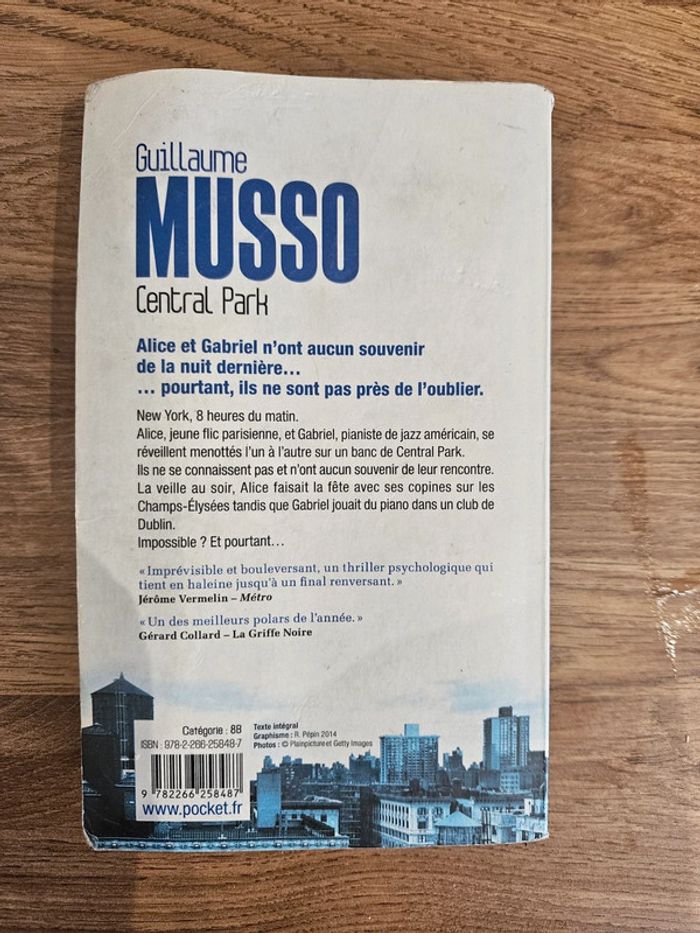 Guillaume
MUSSO
Central Park
Alice et Gabriel n'ont aucun souvenir
de la nuit dernière…
… pourtant, ils ne sont pas près de l'oublier.
New York, 8 heures du matin.
Alice, jeune flic parisienne, et Gabriel, pianiste de jazz américain, se
réveillent menottés l'un à l'autre sur un banc de Central Park.
Ils ne se connaissent pas et n'ont aucun souvenir de leur rencontre.
La veille au soir, Alice faisait la fête avec ses copines sur les
Champs-Élysées tandis que Gabriel jouait du piano dans un club de
Dublin.
Impossible ? Et pourtant…
« Imprévisible et bouleversant, un thriller psychologique qui
tient en haleine jusqu'à un final renversant. »
Jérôme Vermelin – Métro
« Un des meilleurs polars de l'année. »
Gérard Collard – La Griffe Noire
Catégorie : 8B
ISBN : 978-2-266-25848-7
9 782266 258487
www.pocket.fr
Texte intégral
Graphisme : R. Pépin 2014
Photos : © Plainpicture et Getty Images